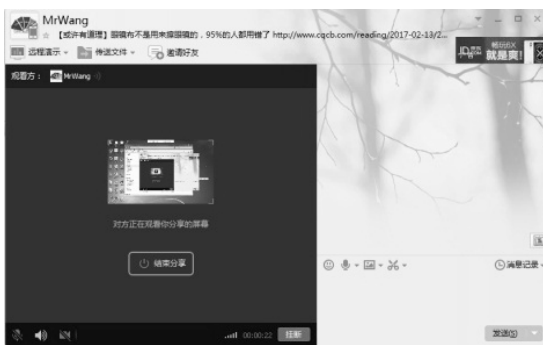 MrWang
【或许有道理】眼镜布不是用来擦眼镜的，95%的人都用错了 http://www.cqcb.com/reading/2017-02-13/2...
远程演示 传送文件 邀请好友
就是爽!
观看方： MrWang
对方正在观看你分享的屏幕
结束分享
消息记录
00:00:22 挂断
发送(S)